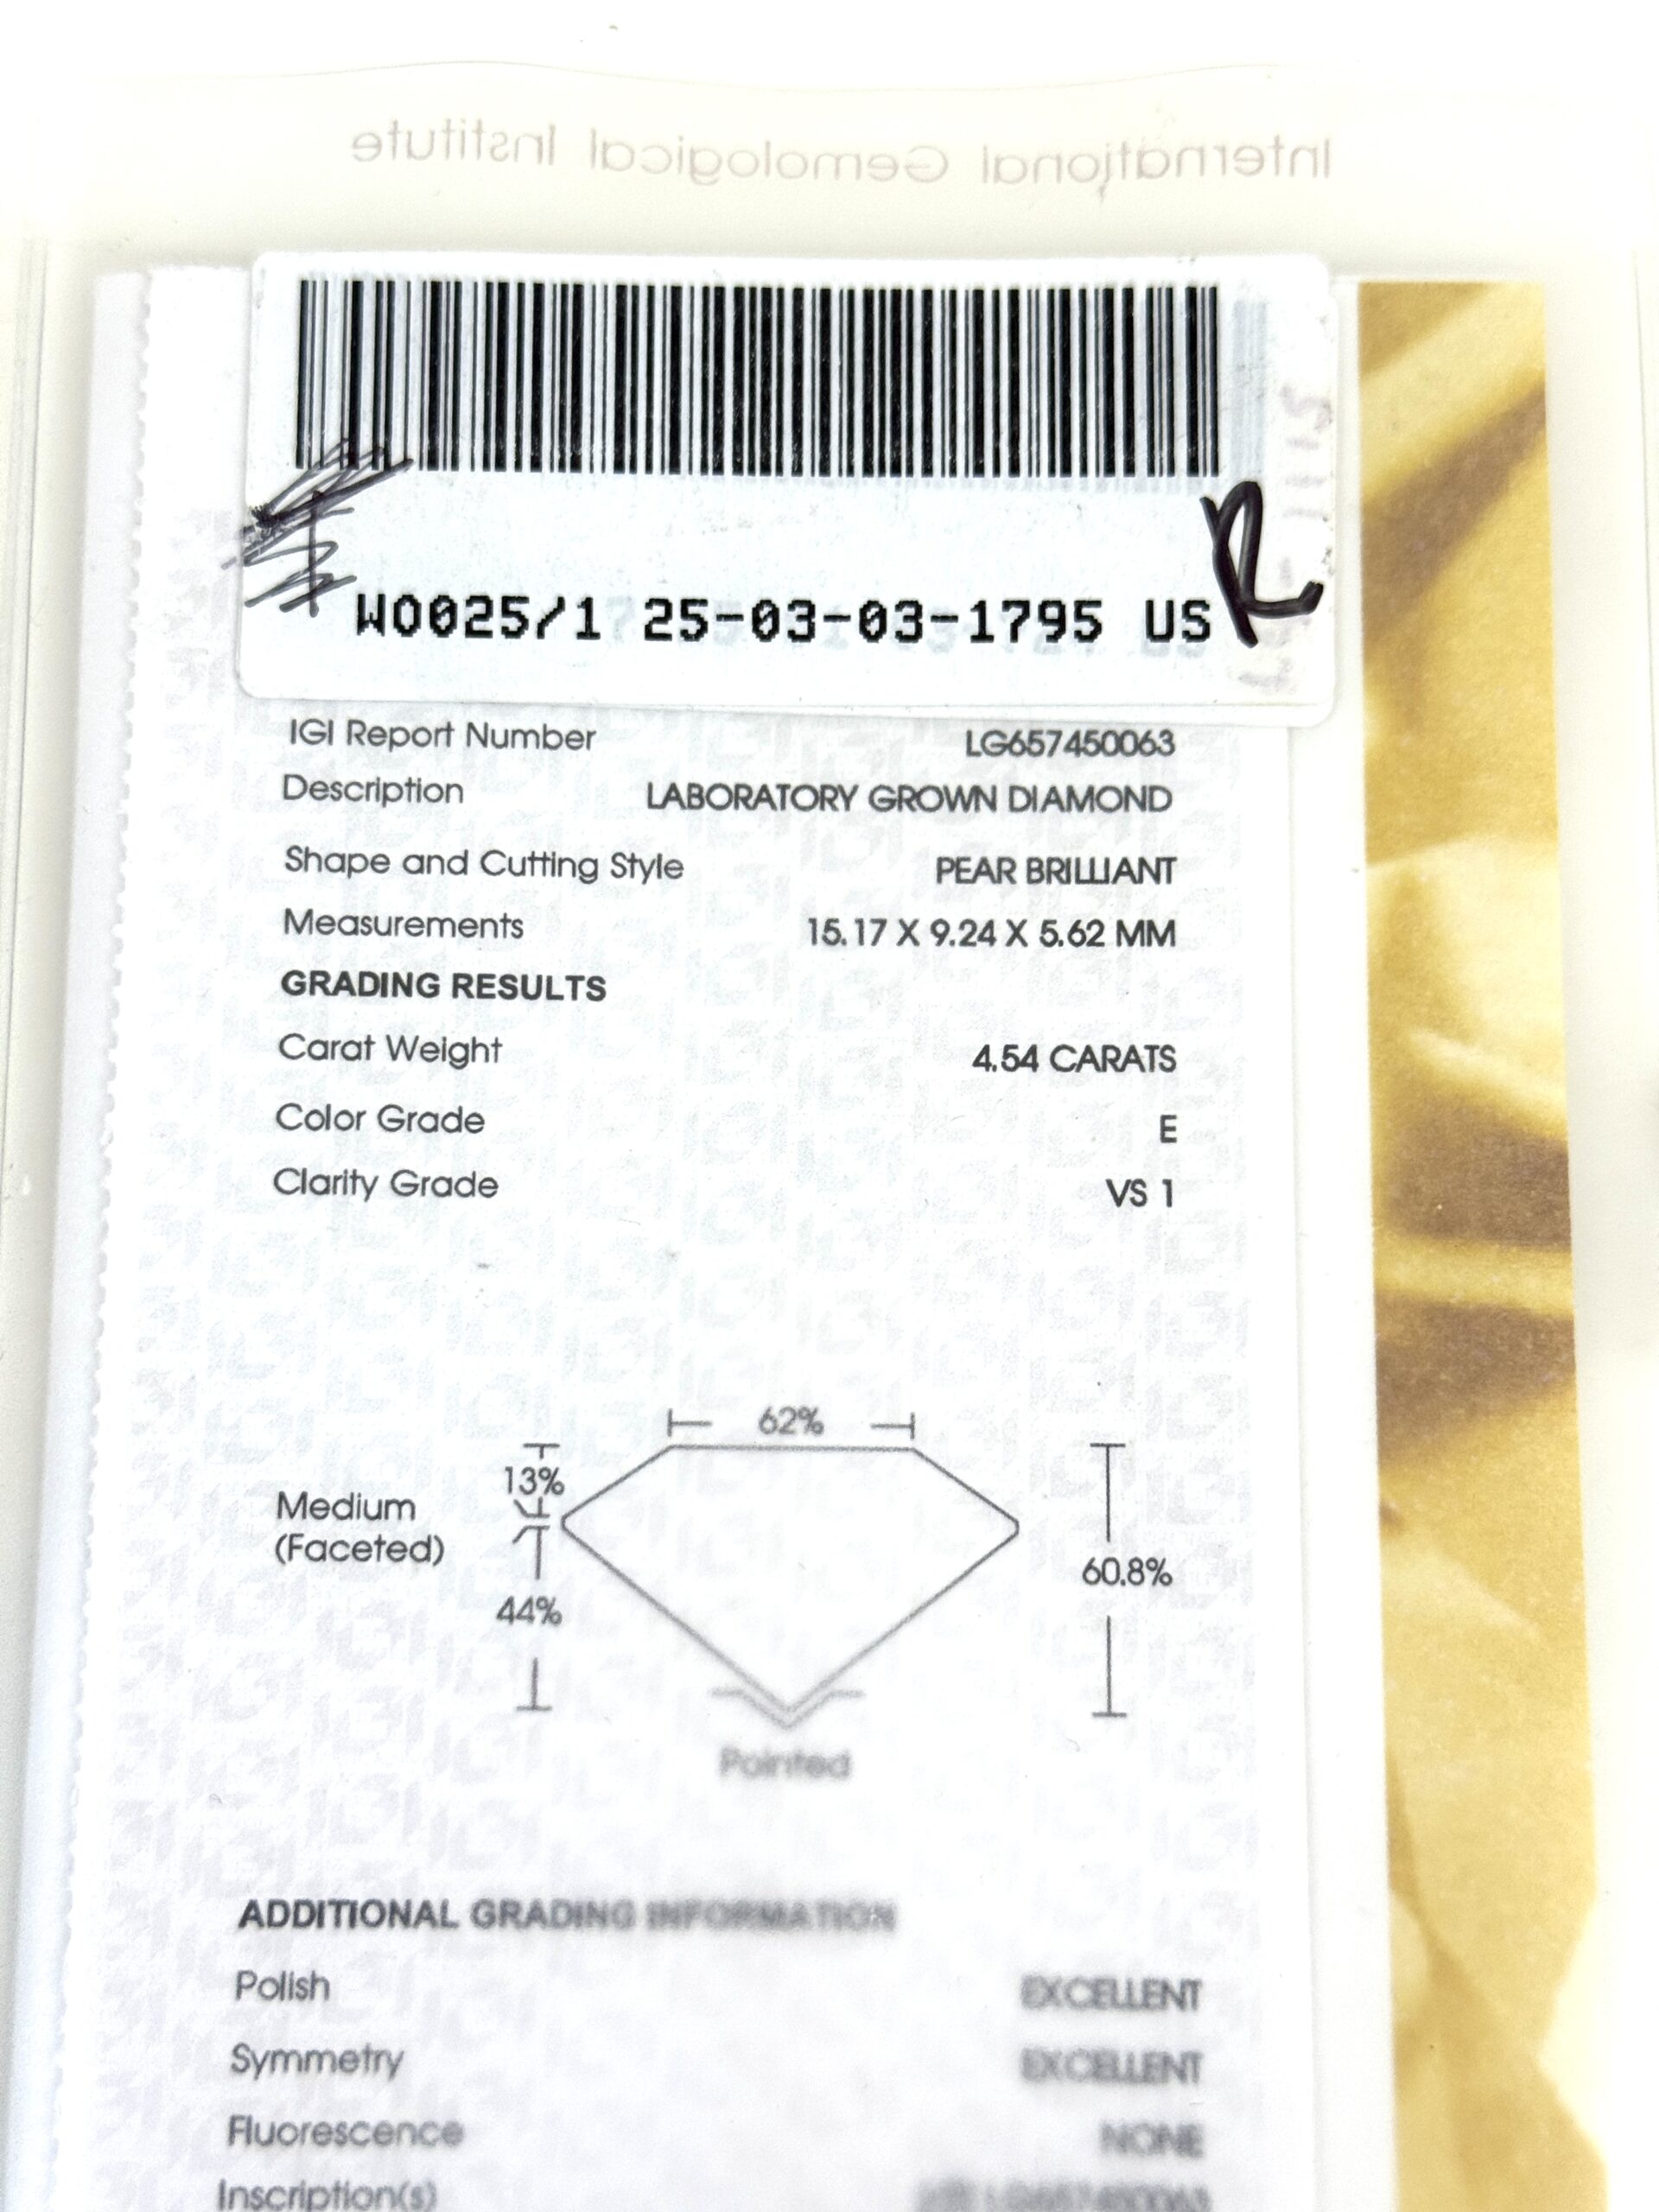 International Gemological Institute
W0025/1 25-03-03-1795 US
R
IGI Report Number LG657450063
Description LABORATORY GROWN DIAMOND
Shape and Cutting Style PEAR BRILLIANT
Measurements 15.17 X 9.24 X 5.62 MM
GRADING RESULTS
Carat Weight 4.54 CARATS
Color Grade E
Clarity Grade VS 1
62%
13%
Medium
(Faceted)
60.8%
44%
Pointed
ADDITIONAL GRADING INFORMATION
Polish EXCELLENT
Symmetry EXCELLENT
Fluorescence NONE
Inscription(s) LG657450063